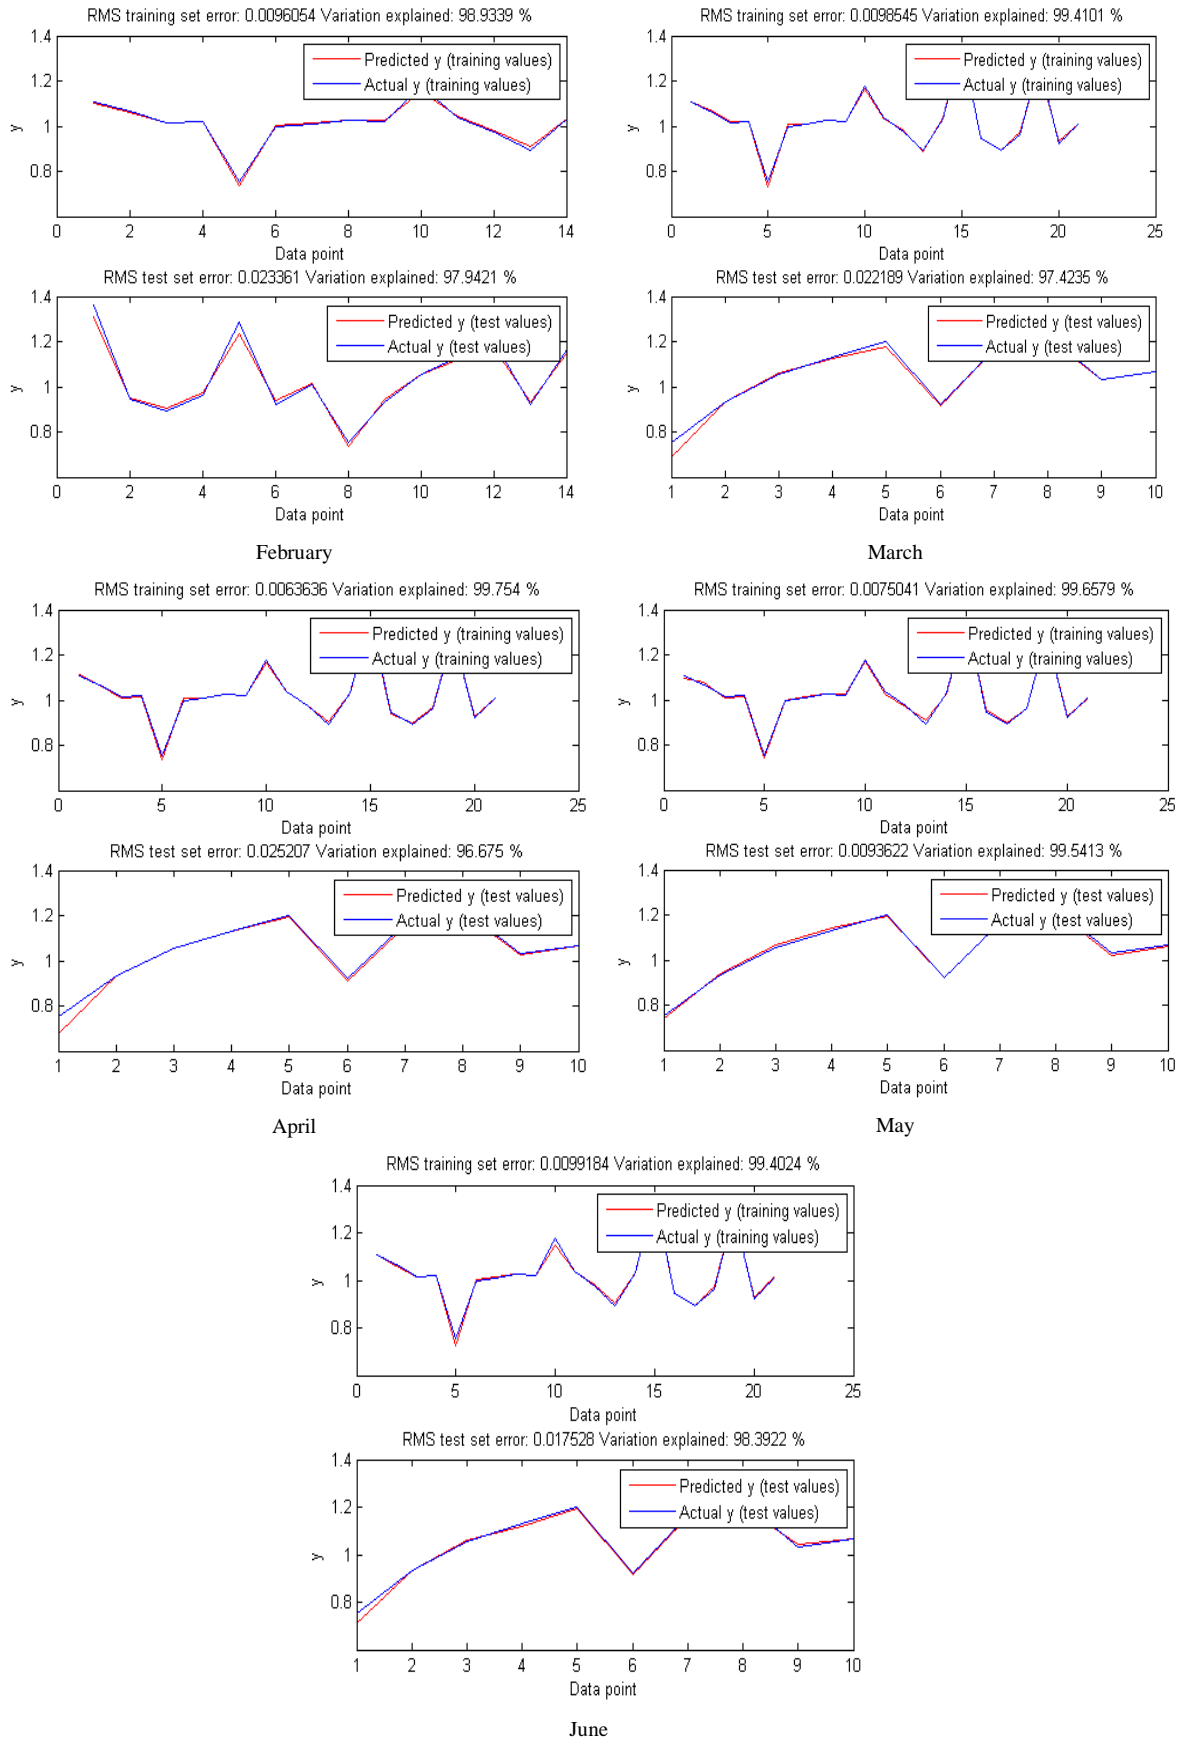 RMS training set error: 0.0096054 Variation explained: 98.9339 %
1.4
1.2
1
0.8
y
Predicted y (training values)
Actual y (training values)
0 2 4 6 8 10 12 14
Data point
RMS test set error: 0.023361 Variation explained: 97.9421 %
1.4
1.2
1
0.8
y
Predicted y (test values)
Actual y (test values)
0 2 4 6 8 10 12 14
Data point
February
RMS training set error: 0.0098545 Variation explained: 99.4101 %
1.4
1.2
1
0.8
y
Predicted y (training values)
Actual y (training values)
0 5 10 15 20 25
Data point
RMS test set error: 0.022189 Variation explained: 97.4235 %
1.4
1.2
1
0.8
y
Predicted y (test values)
Actual y (test values)
1 2 3 4 5 6 7 8 9 10
Data point
March
RMS training set error: 0.0063636 Variation explained: 99.754 %
1.4
1.2
1
0.8
y
Predicted y (training values)
Actual y (training values)
0 5 10 15 20 25
Data point
RMS test set error: 0.025207 Variation explained: 96.675 %
1.4
1.2
1
0.8
y
Predicted y (test values)
Actual y (test values)
1 2 3 4 5 6 7 8 9 10
Data point
April
RMS training set error: 0.0075041 Variation explained: 99.6579 %
1.4
1.2
1
0.8
y
Predicted y (training values)
Actual y (training values)
0 5 10 15 20 25
Data point
RMS test set error: 0.0093622 Variation explained: 99.5413 %
1.4
1.2
1
0.8
y
Predicted y (test values)
Actual y (test values)
1 2 3 4 5 6 7 8 9 10
Data point
May
RMS training set error: 0.0099184 Variation explained: 99.4024 %
1.4
1.2
1
0.8
y
Predicted y (training values)
Actual y (training values)
0 5 10 15 20 25
Data point
RMS test set error: 0.017528 Variation explained: 98.3922 %
1.4
1.2
1
0.8
y
Predicted y (test values)
Actual y (test values)
1 2 3 4 5 6 7 8 9 10
Data point
June